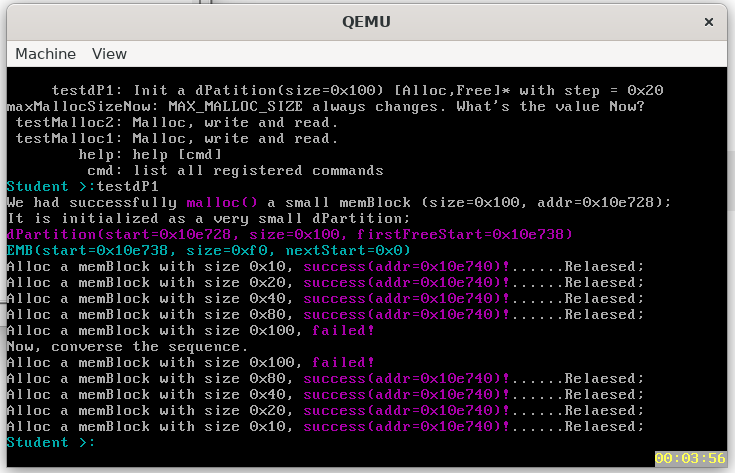 QEMU
×
Machine View
testdP1: Init a dPatition(size=0x100) [Alloc,Free]* with step = 0x20
maxMallocSizeNow: MAX_MALLOC_SIZE always changes. What's the value Now?
testMalloc2: Malloc, write and read.
testMalloc1: Malloc, write and read.
help: help [cmd]
cmd: list all registered commands
Student >:testdP1
We had successfully malloc() a small memBlock (size=0x100, addr=0x10e728);
It is initialized as a very small dPartition;
dPartition(start=0x10e728, size=0x100, firstFreeStart=0x10e738)
EMB(start=0x10e738, size=0xf0, nextStart=0x0)
Alloc a memBlock with size 0x10, success(addr=0x10e740)!......Relaesed;
Alloc a memBlock with size 0x20, success(addr=0x10e740)!......Relaesed;
Alloc a memBlock with size 0x40, success(addr=0x10e740)!......Relaesed;
Alloc a memBlock with size 0x80, success(addr=0x10e740)!......Relaesed;
Alloc a memBlock with size 0x100, failed!
Now, converse the sequence.
Alloc a memBlock with size 0x100, failed!
Alloc a memBlock with size 0x80, success(addr=0x10e740)!......Relaesed;
Alloc a memBlock with size 0x40, success(addr=0x10e740)!......Relaesed;
Alloc a memBlock with size 0x20, success(addr=0x10e740)!......Relaesed;
Alloc a memBlock with size 0x10, success(addr=0x10e740)!......Relaesed;
Student >:
00:03:56